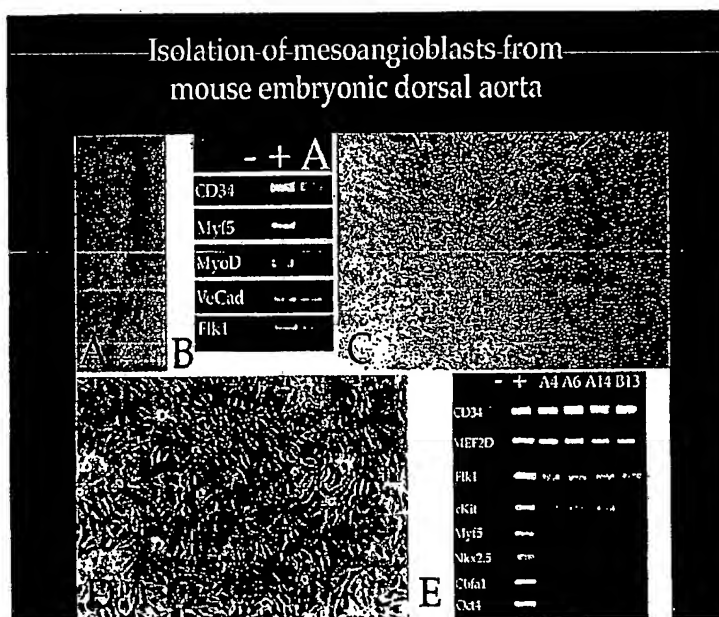 Isolation of mesoangioblasts from
mouse embryonic dorsal aorta
- + A
CD34
Myf5
MyoD
VeCad
Flk1
A
B
C
- + A4 A6 A14 B13
CD34
MEF2D
Flk1
cKit
Myf5
Nkx2.5
Cbfa1
Oct4
E